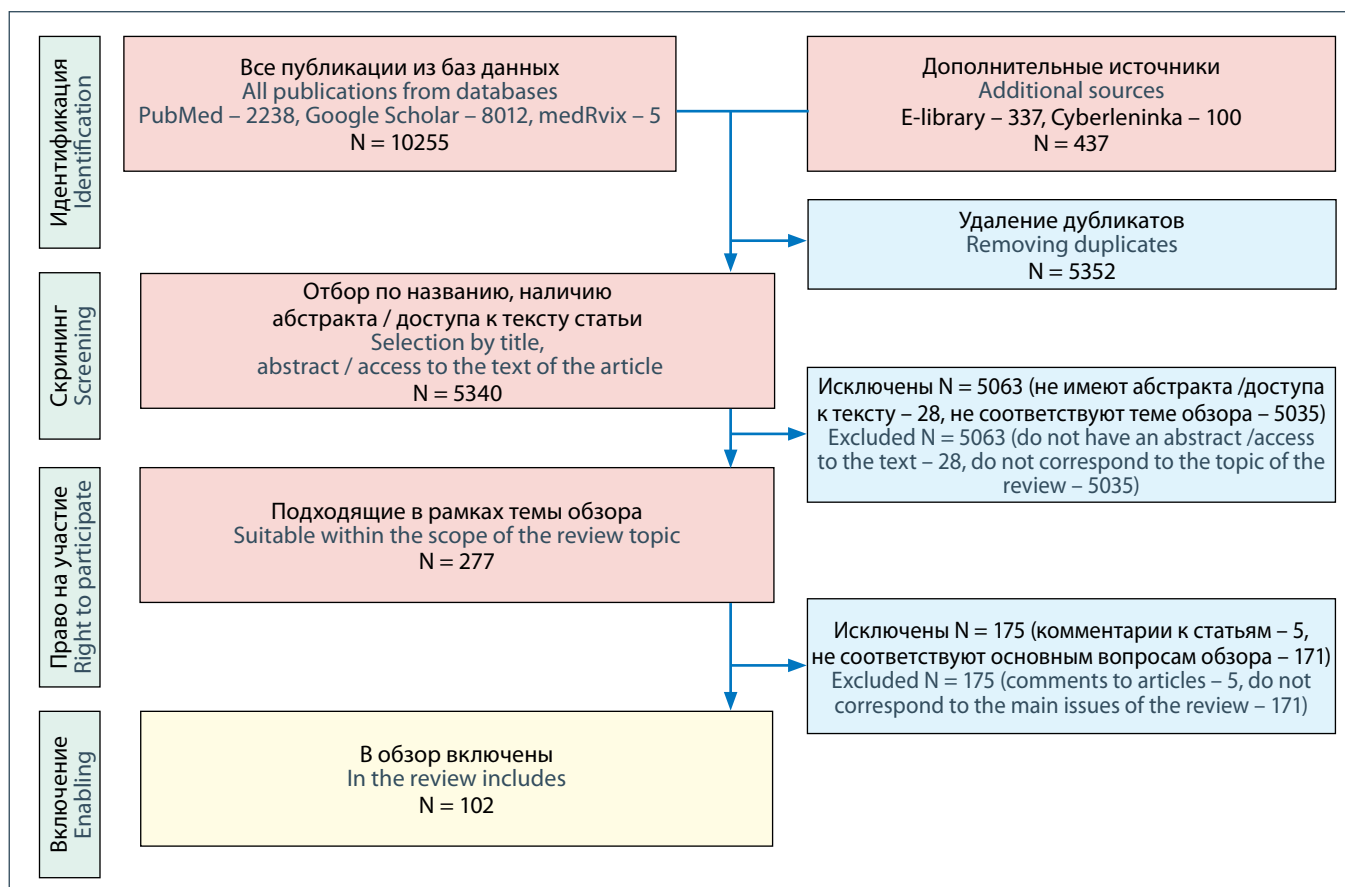 Идентификация
Identification
Все публикации из баз данных
All publications from databases
PubMed – 2238, Google Scholar – 8012, medRvix – 5
N = 10255
Дополнительные источники
Additional sources
E-library – 337, Cyberleninka – 100
N = 437
Удаление дубликатов
Removing duplicates
N = 5352
Скрининг
Screening
Отбор по названию, наличию
абстракта / доступа к тексту статьи
Selection by title,
abstract / access to the text of the article
N = 5340
Исключены N = 5063 (не имеют абстракта /доступа
к тексту – 28, не соответствуют теме обзора – 5035)
Excluded N = 5063 (do not have an abstract /access
to the text – 28, do not correspond to the topic of the
review – 5035)
Право на участие
Right to participate
Подходящие в рамках темы обзора
Suitable within the scope of the review topic
N = 277
Исключены N = 175 (комментарии к статьям – 5,
не соответствуют основным вопросам обзора – 171)
Excluded N = 175 (comments to articles – 5, do not
correspond to the main issues of the review – 171)
Включение
Enabling
В обзор включены
In the review includes
N = 102